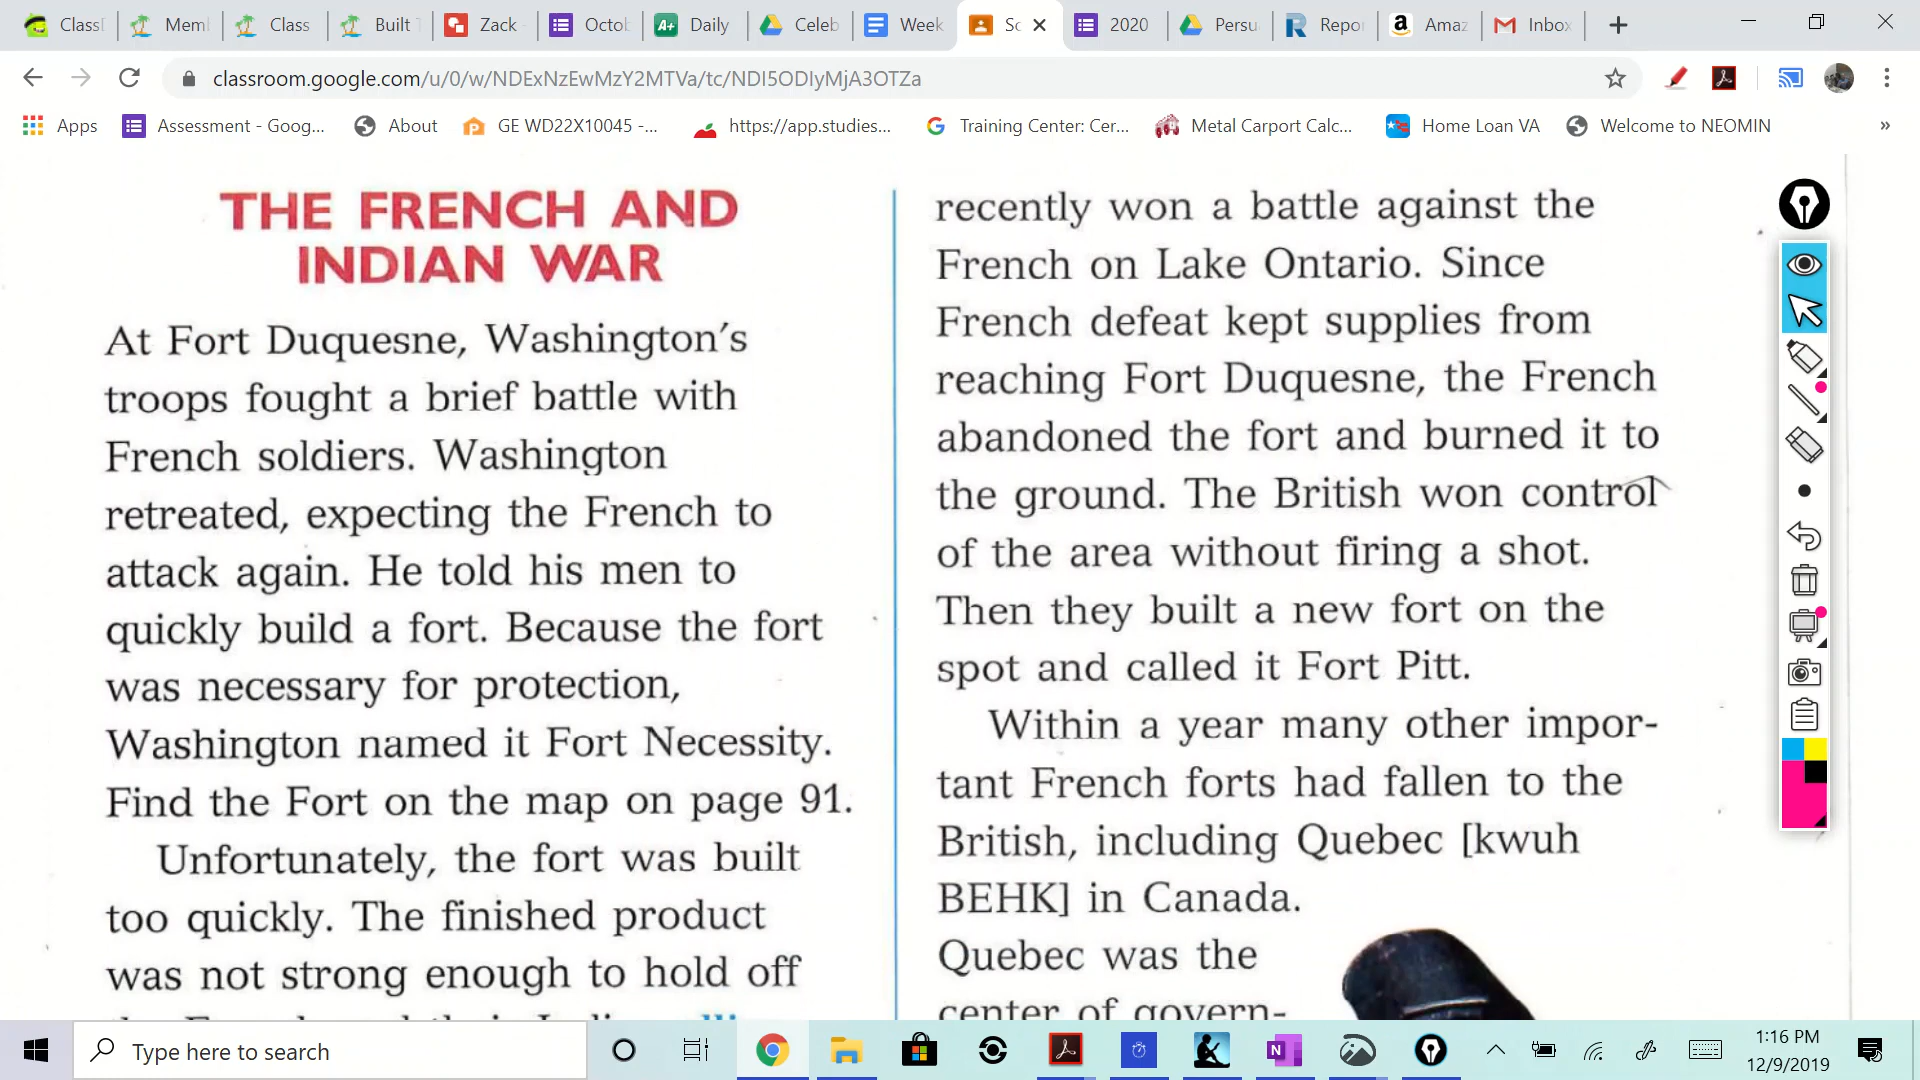 ClassD
Meml
Class
Built T
Zack -
Octob
Daily
Celeb
Week
Sc
2020
Persu
Repo
Amaz
Inbox
classroom.google.com/u/0/w/NDExNzEwMzY2MTVa/tc/NDI5ODIyMjA3OTZa
Apps
Assessment - Goog...
About
GE WD22X10045 -...
https://app.studies...
Training Center: Cer...
Metal Carport Calc...
Home Loan VA
Welcome to NEOMIN
»
THE FRENCH AND
INDIAN WAR
At Fort Duquesne, Washington's
troops fought a brief battle with
French soldiers. Washington
retreated, expecting the French to
attack again. He told his men to
quickly build a fort. Because the fort
was necessary for protection,
Washington named it Fort Necessity.
Find the Fort on the map on page 91.
Unfortunately, the fort was built
too quickly. The finished product
was not strong enough to hold off
recently won a battle against the
French on Lake Ontario. Since
French defeat kept supplies from
reaching Fort Duquesne, the French
abandoned the fort and burned it to
the ground. The British won control
of the area without firing a shot.
Then they built a new fort on the
spot and called it Fort Pitt.
Within a year many other impor-
tant French forts had fallen to the
British, including Quebec [kwuh
BEHK] in Canada.
Quebec was the
center of govern-
Type here to search
1:16 PM
12/9/2019